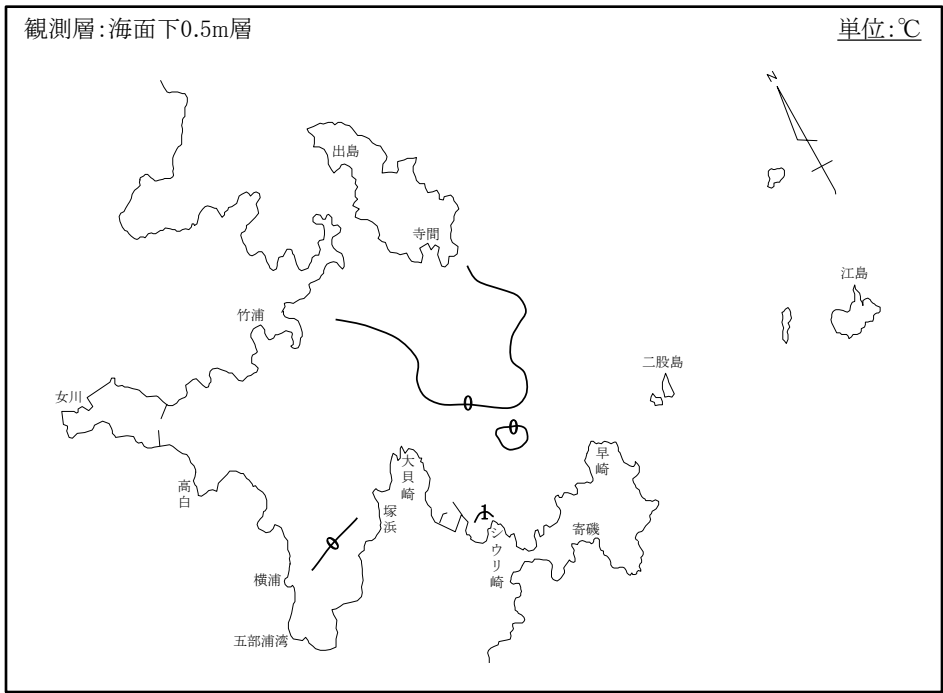 観測層:海面下0.5m層
単位:℃
N
出島
寺間
江島
竹浦
二股島
女川
0
0
早崎
大貝崎
高白
塚浜
1
シウリ崎
寄磯
0
横浦
五部浦湾